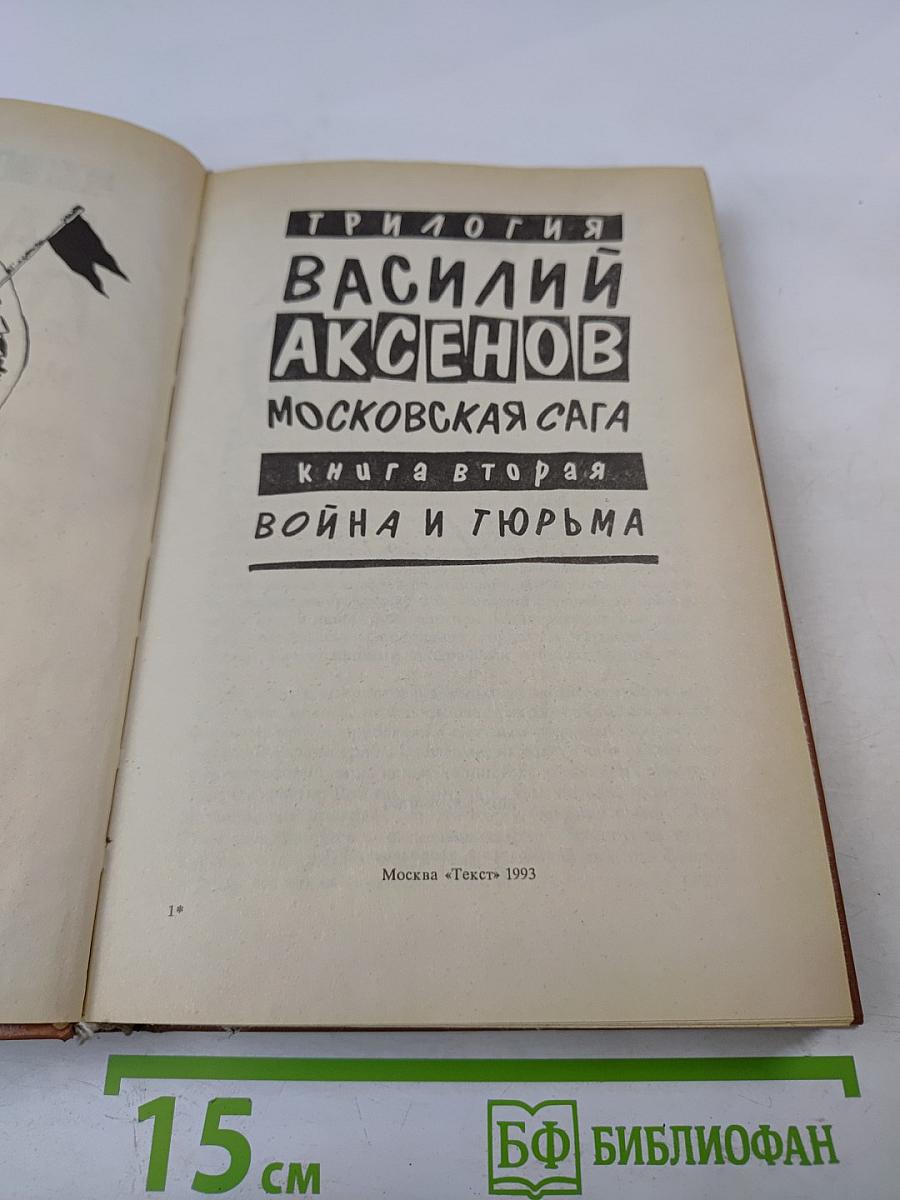 ТРИЛОГИЯ
ВАСИЛИЙ
АКСЕНОВ
МОСКОВСКАЯ САГА
книга вторая
ВОЙНА И ТЮРЬМА
Москва «Текст» 1993
1*
15 см
БФ БИБЛИОФАН